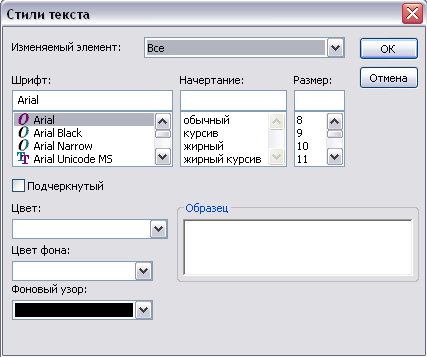 Стили текста
Изменяемый элемент: Все OK
Отмена
Шрифт: Начертание: Размер:
Arial
Arial обычный 8
Arial Black курсив 9
Arial Narrow жирный 10
Arial Unicode MS жирный курсив 11
Подчеркнутый
Цвет: Образец
Цвет фона:
Фоновый узор: